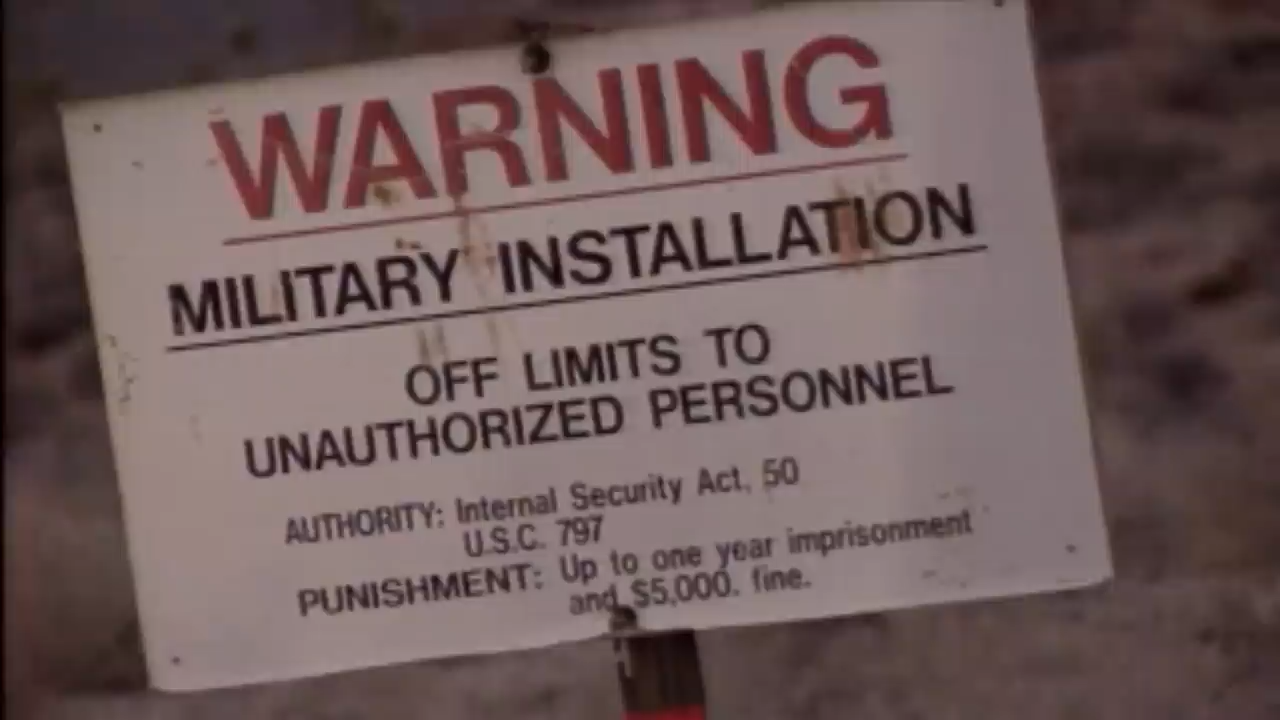 WARNING
MILITARY INSTALLATION
OFF LIMITS TO
UNAUTHORIZED PERSONNEL
AUTHORITY: Internal Security Act, 50
U.S.C. 797
PUNISHMENT: Up to one year imprisonment
and $5,000. fine.